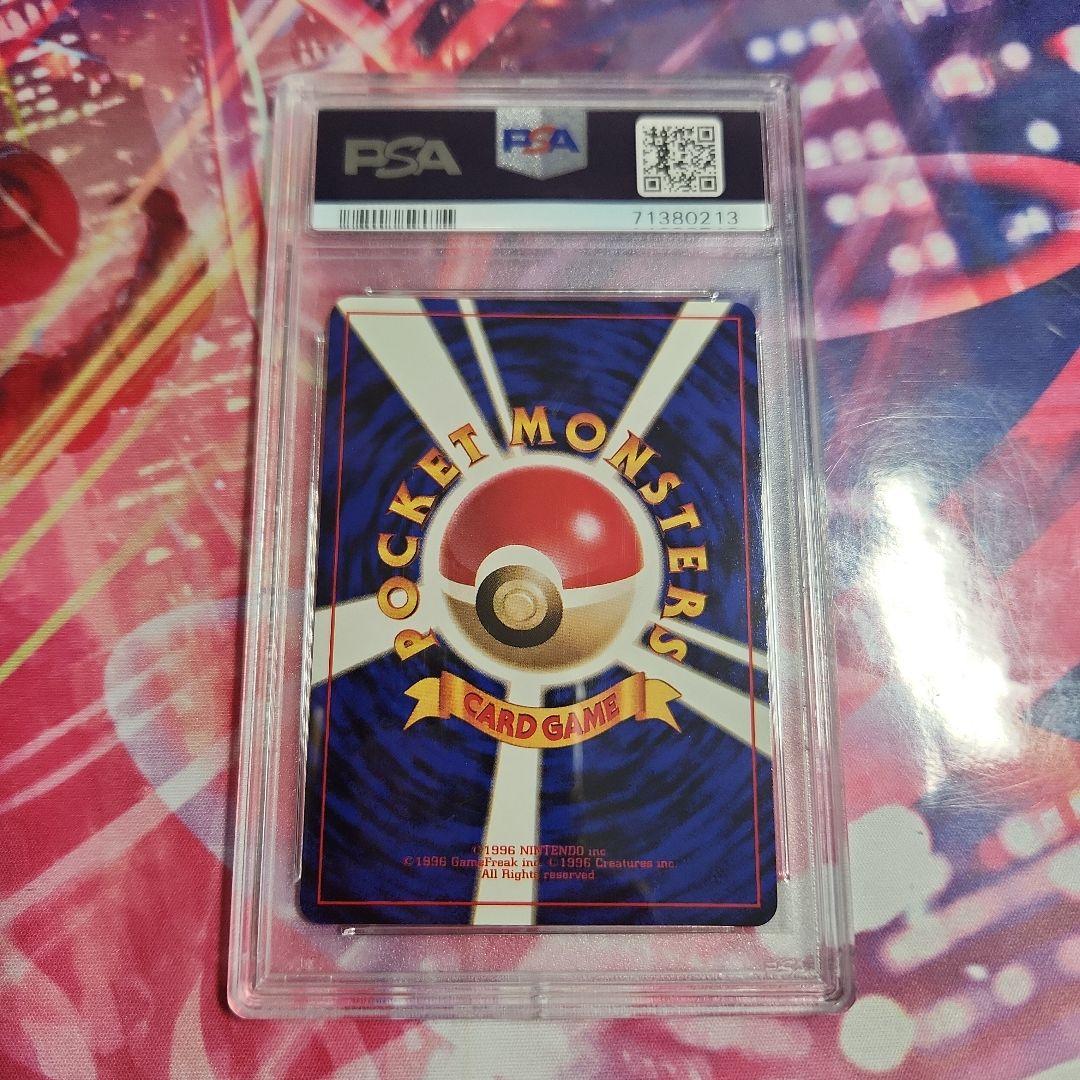 PSA PSA
71380213
POCKET MONSTERS
CARD GAME
©1996 NINTENDO inc
©1996 GameFreak inc. ©1996 Creatures inc.
All Rights reserved